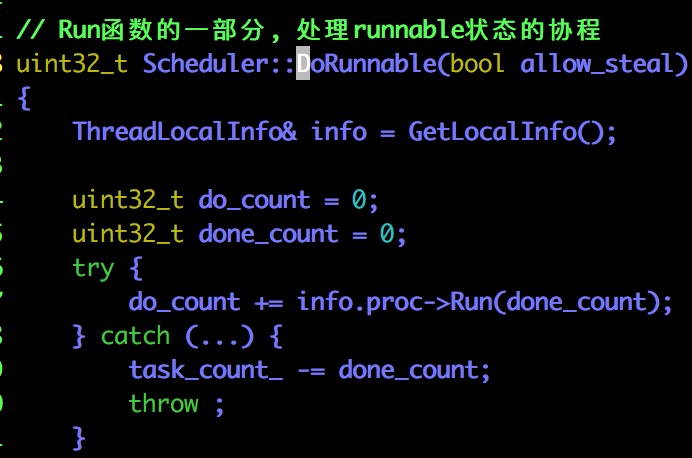 // Run函数的一部分, 处理runnable状态的协程
uint32_t Scheduler::DoRunnable(bool allow_steal)
{
ThreadLocalInfo& info = GetLocalInfo();
uint32_t do_count = 0;
uint32_t done_count = 0;
try {
do_count += info.proc->Run(done_count);
} catch (...) {
task_count_ -= done_count;
throw ;
}